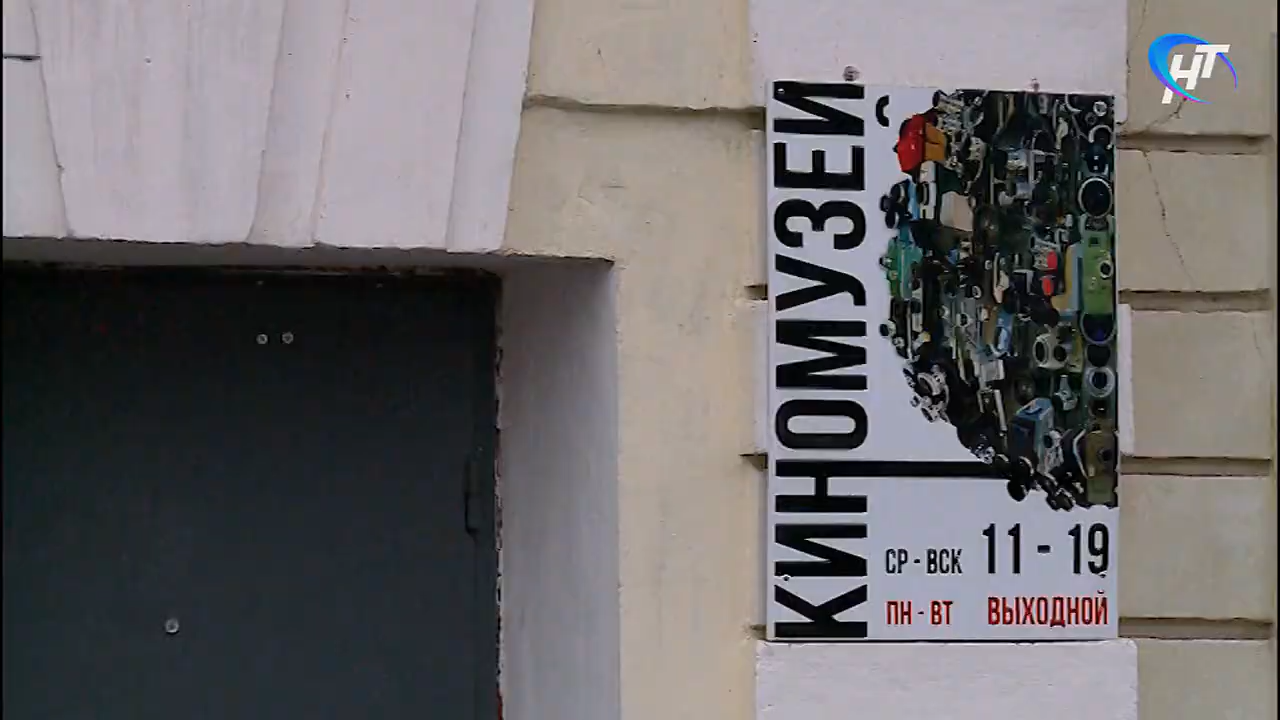 НТ
КИНОМУЗЕЙ
СР - ВСК 11 - 19
ПН - ВТ ВЫХОДНОЙ